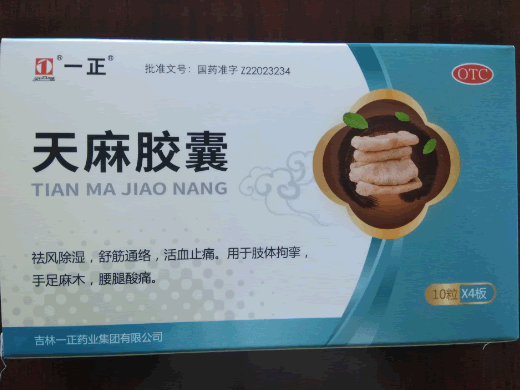 一正®
批准文号：国药准字 Z22023234
OTC
天麻胶囊
TIAN MA JIAO NANG
祛风除湿，舒筋通络，活血止痛。用于肢体拘挛，
手足麻木，腰腿酸痛。
10粒 X4板
吉林一正药业集团有限公司